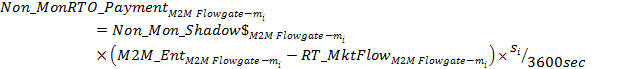 Non_MonRTO_Payment_{M2M Flowgate−m_i}
= Non_Mon_Shadow$_{M2M Flowgate−m_i}
× (M2M_Ent_{M2M Flowgate−m_i} − RT_MktFlow_{M2M Flowgate−m_i}) × s_i/3600sec